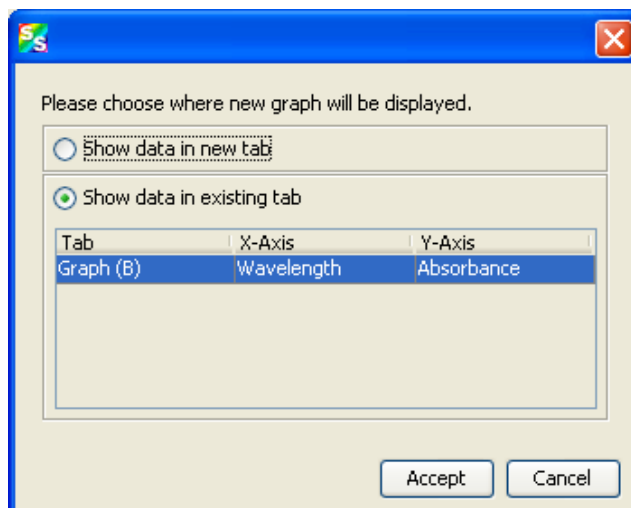 SS
Please choose where new graph will be displayed.
Show data in new tab
Show data in existing tab
Tab X-Axis Y-Axis
Graph (B) Wavelength Absorbance
Accept Cancel